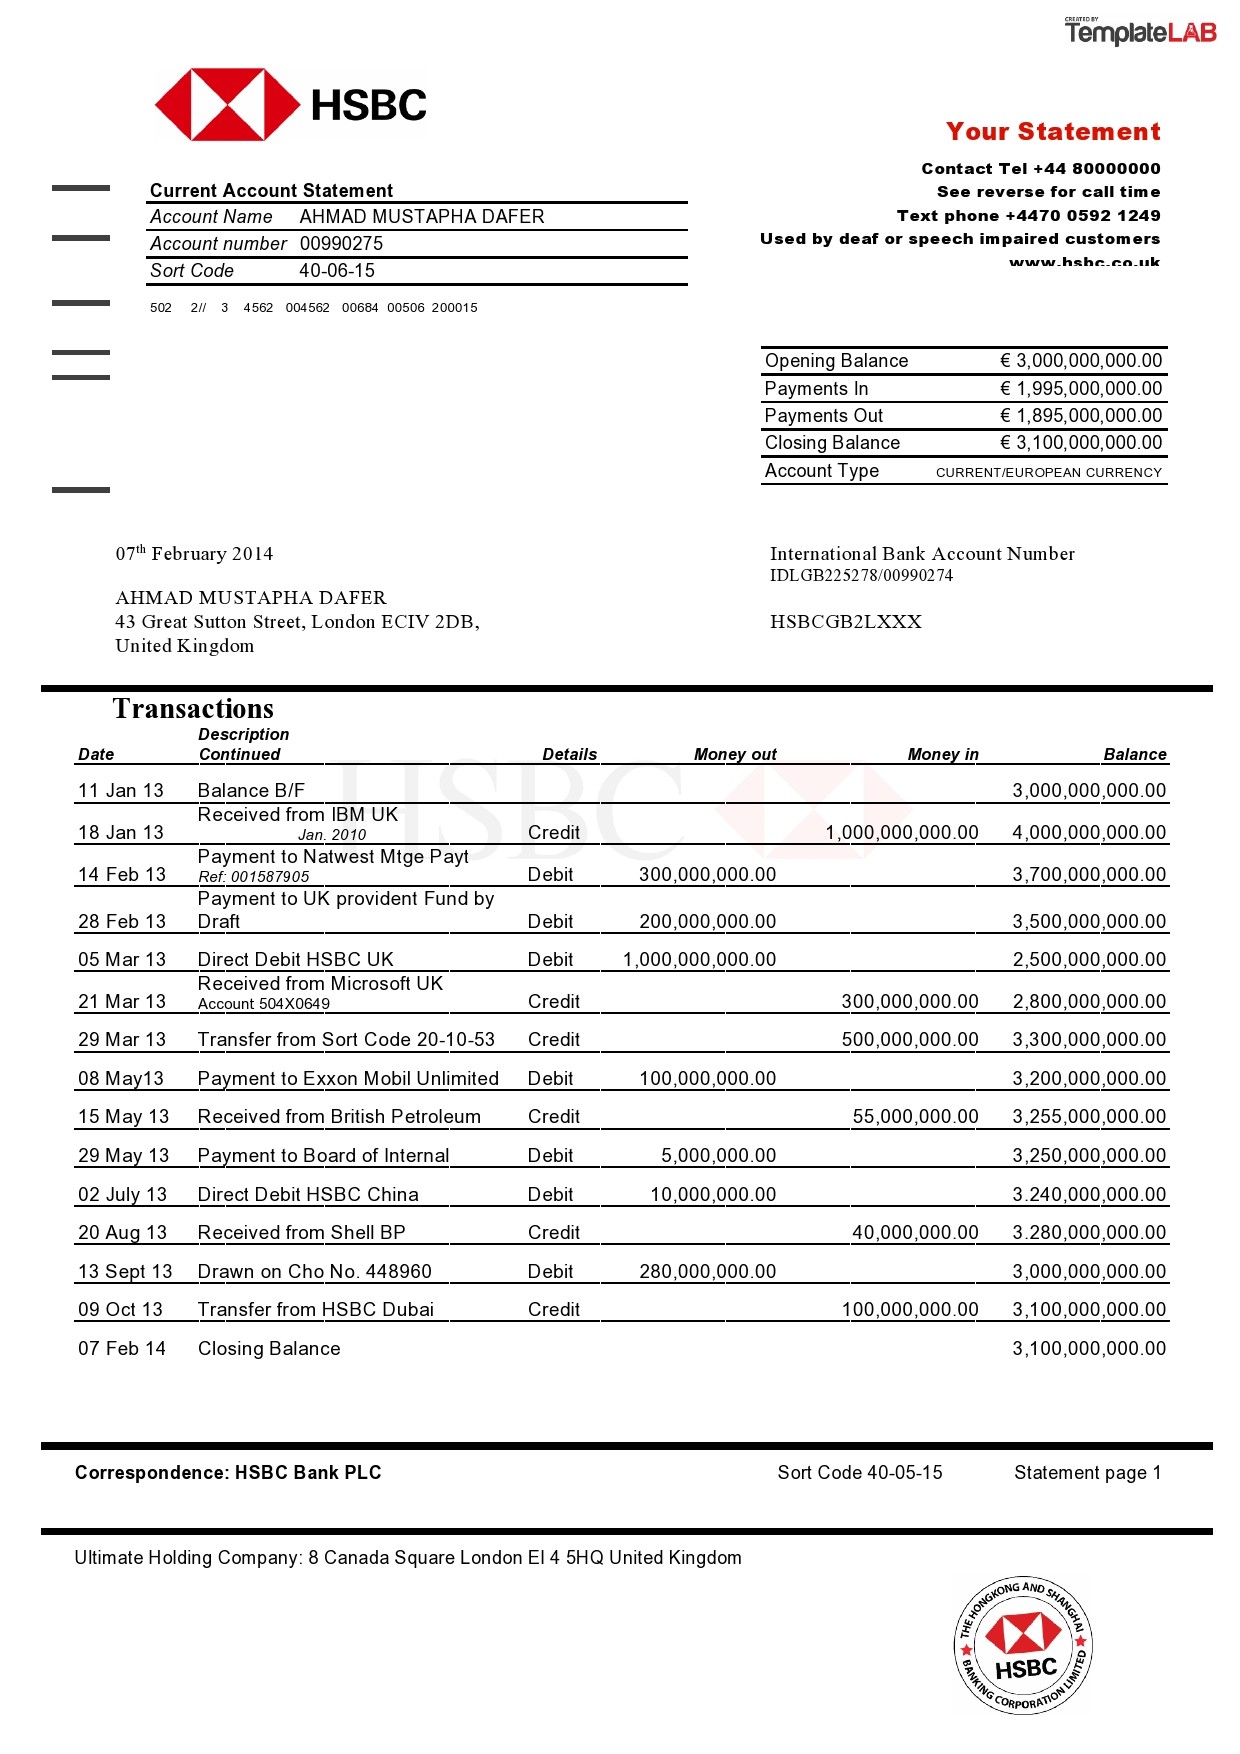 CREATED BY
TemplateLAB
HSBC
Your Statement
Contact Tel +44 80000000
See reverse for call time
Text phone +4470 0592 1249
Used by deaf or speech impaired customers
www.hsbc.co.uk
Current Account Statement
Account Name AHMAD MUSTAPHA DAFER
Account number 00990275
Sort Code 40-06-15
502 2// 3 4562 004562 00684 00506 200015
Opening Balance € 3,000,000,000.00
Payments In € 1,995,000,000.00
Payments Out € 1,895,000,000.00
Closing Balance € 3,100,000,000.00
Account Type CURRENT/EUROPEAN CURRENCY
07th February 2014
AHMAD MUSTAPHA DAFER
43 Great Sutton Street, London ECIV 2DB,
United Kingdom
International Bank Account Number
IDLGB225278/00990274
HSBCGB2LXXX
Transactions
Description
Date Continued Details Money out Money in Balance
HSBC
11 Jan 13 Balance B/F 3,000,000,000.00
Received from IBM UK
18 Jan 13 Jan. 2010 Credit 1,000,000,000.00 4,000,000,000.00
Payment to Natwest Mtge Payt
14 Feb 13 Ref: 001587905 Debit 300,000,000.00 3,700,000,000.00
Payment to UK provident Fund by
28 Feb 13 Draft Debit 200,000,000.00 3,500,000,000.00
05 Mar 13 Direct Debit HSBC UK Debit 1,000,000,000.00 2,500,000,000.00
Received from Microsoft UK
21 Mar 13 Account 504X0649 Credit 300,000,000.00 2,800,000,000.00
29 Mar 13 Transfer from Sort Code 20-10-53 Credit 500,000,000.00 3,300,000,000.00
08 May13 Payment to Exxon Mobil Unlimited Debit 100,000,000.00 3,200,000,000.00
15 May 13 Received from British Petroleum Credit 55,000,000.00 3,255,000,000.00
29 May 13 Payment to Board of Internal Debit 5,000,000.00 3,250,000,000.00
02 July 13 Direct Debit HSBC China Debit 10,000,000.00 3.240,000,000.00
20 Aug 13 Received from Shell BP Credit 40,000,000.00 3.280,000,000.00
13 Sept 13 Drawn on Cho No. 448960 Debit 280,000,000.00 3,000,000,000.00
09 Oct 13 Transfer from HSBC Dubai Credit 100,000,000.00 3,100,000,000.00
07 Feb 14 Closing Balance 3,100,000,000.00
Correspondence: HSBC Bank PLC Sort Code 40-05-15 Statement page 1
Ultimate Holding Company: 8 Canada Square London EI 4 5HQ United Kingdom
THE HONGKONG AND SHANGHAI
HSBC
BANKING CORPORATION LIMITED